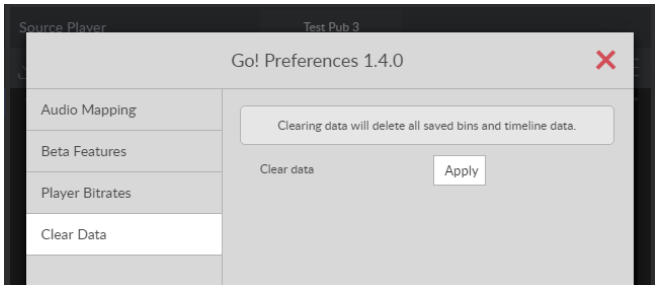 Source Player
Test Pub 3
Go! Preferences 1.4.0
Audio Mapping
Clearing data will delete all saved bins and timeline data.
Beta Features
Clear data
Apply
Player Bitrates
Clear Data